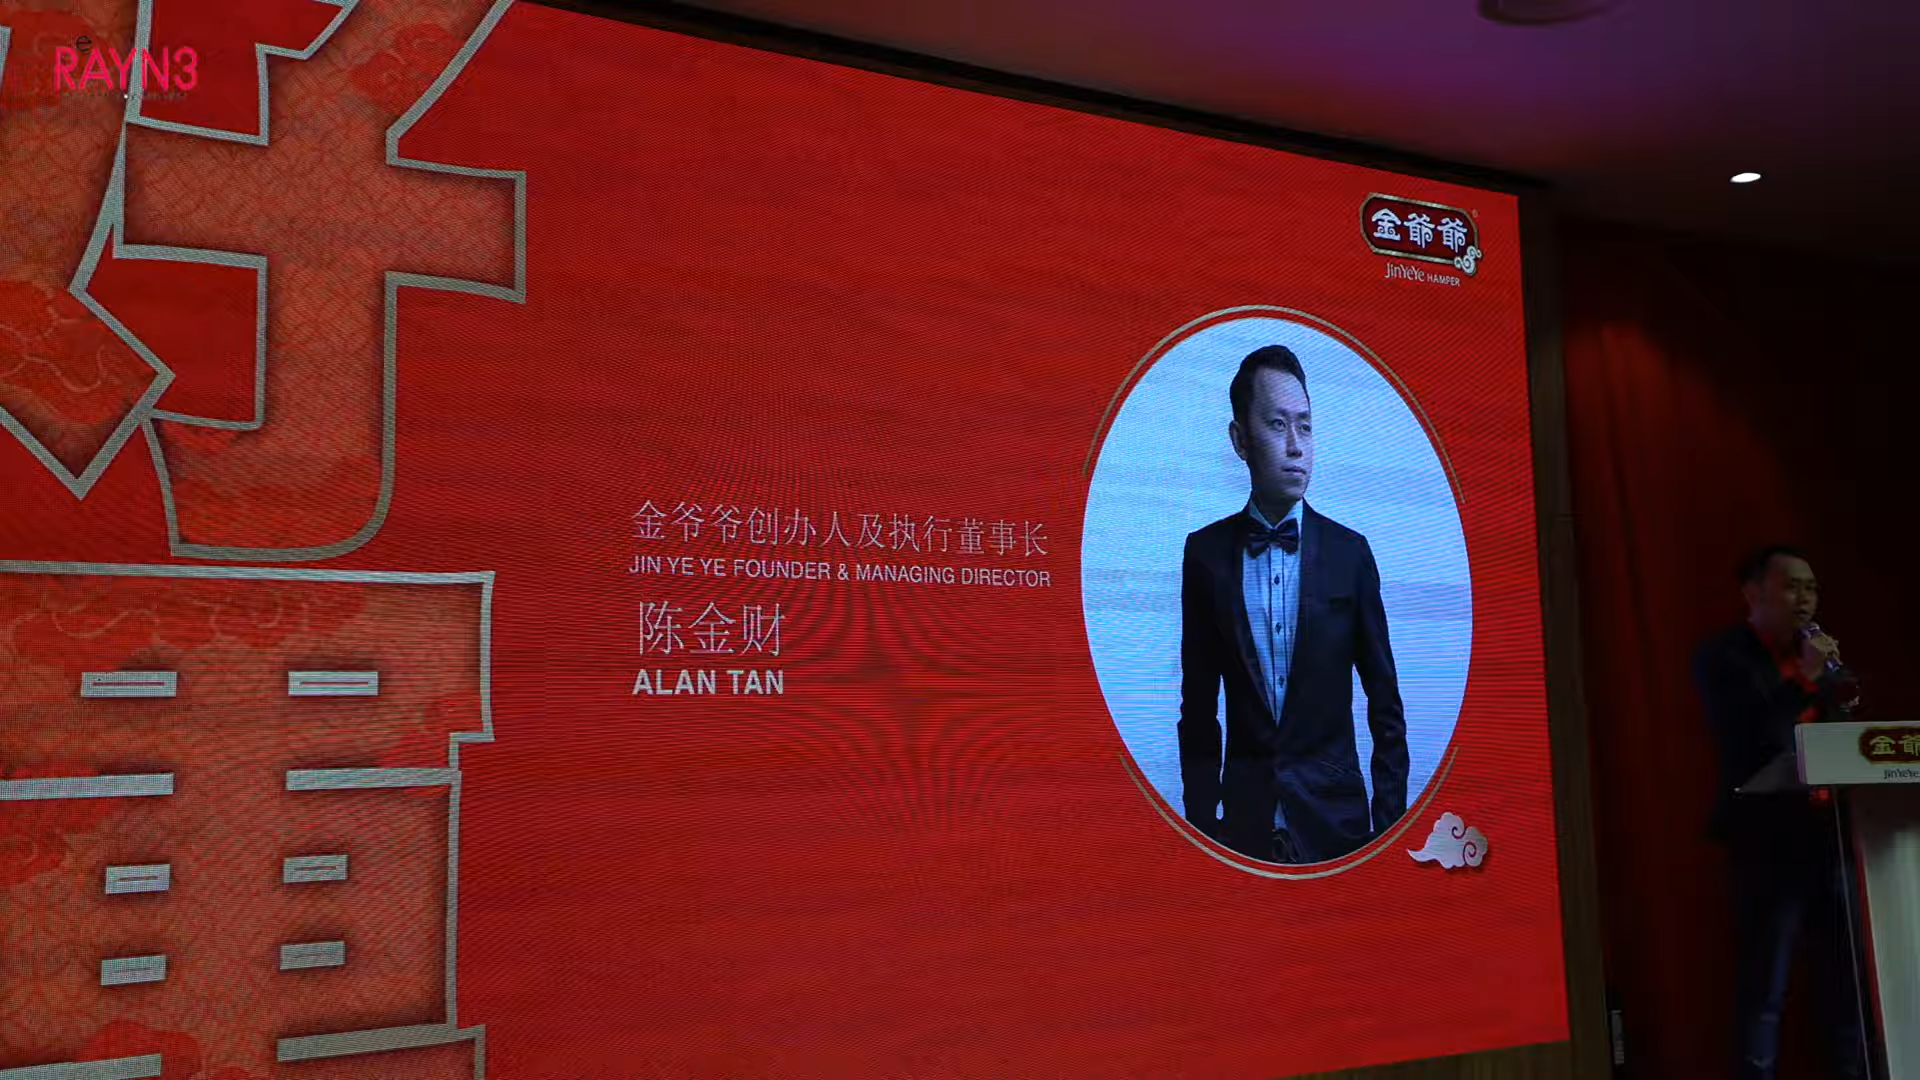 RAYN3
金爺爺
JinYeYe HAMPER
金爷爷创办人及执行董事长
JIN YE YE FOUNDER & MANAGING DIRECTOR
陈金财
ALAN TAN
金爺
JinYeYe